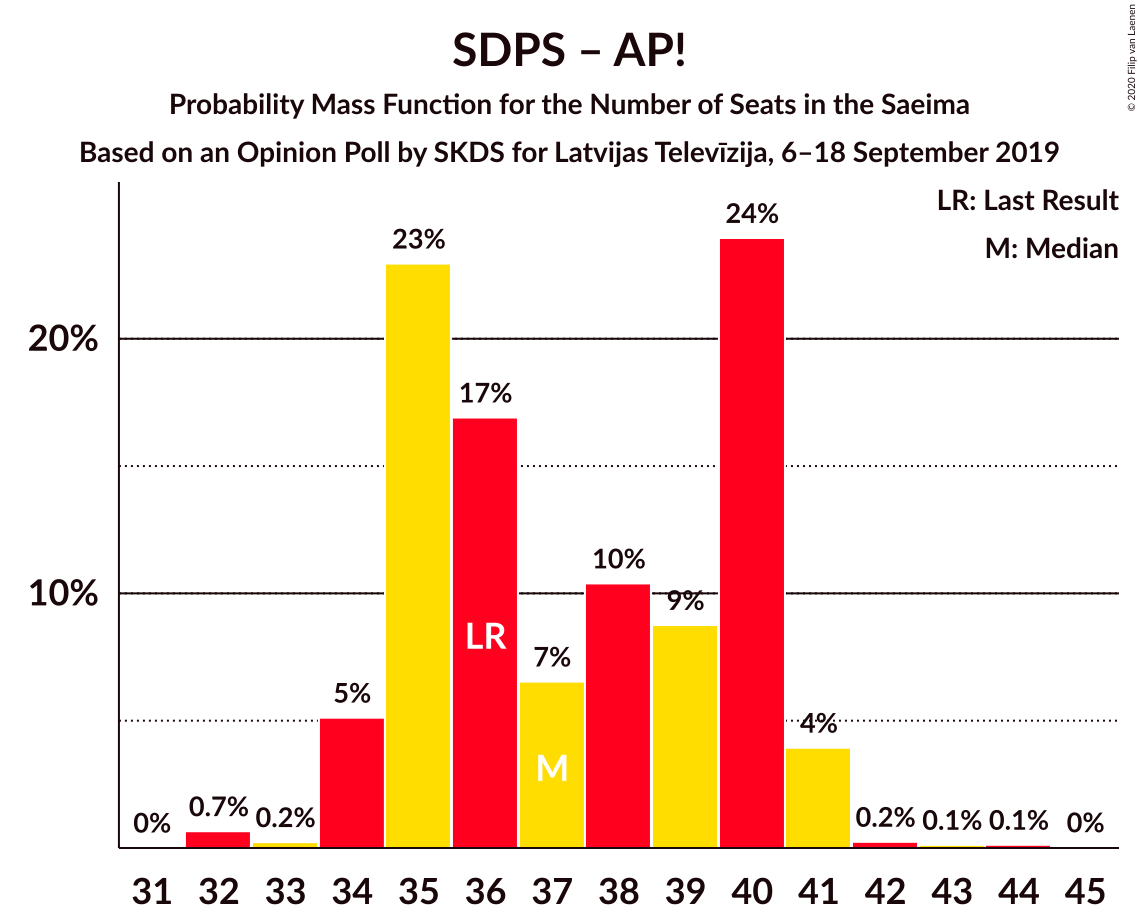 SDPS – AP!
Probability Mass Function for the Number of Seats in the Saeima
Based on an Opinion Poll by SKDS for Latvijas Televīzija, 6–18 September 2019
© 2020 Filip van Laenen
LR: Last Result
M: Median
24%
23%
20%
17%
10%
10%
9%
LR
7%
5%
4%
M
0%
0.7%
0.2%
0.2%
0.1%
0.1%
0%
31 32 33 34 35 36 37 38 39 40 41 42 43 44 45